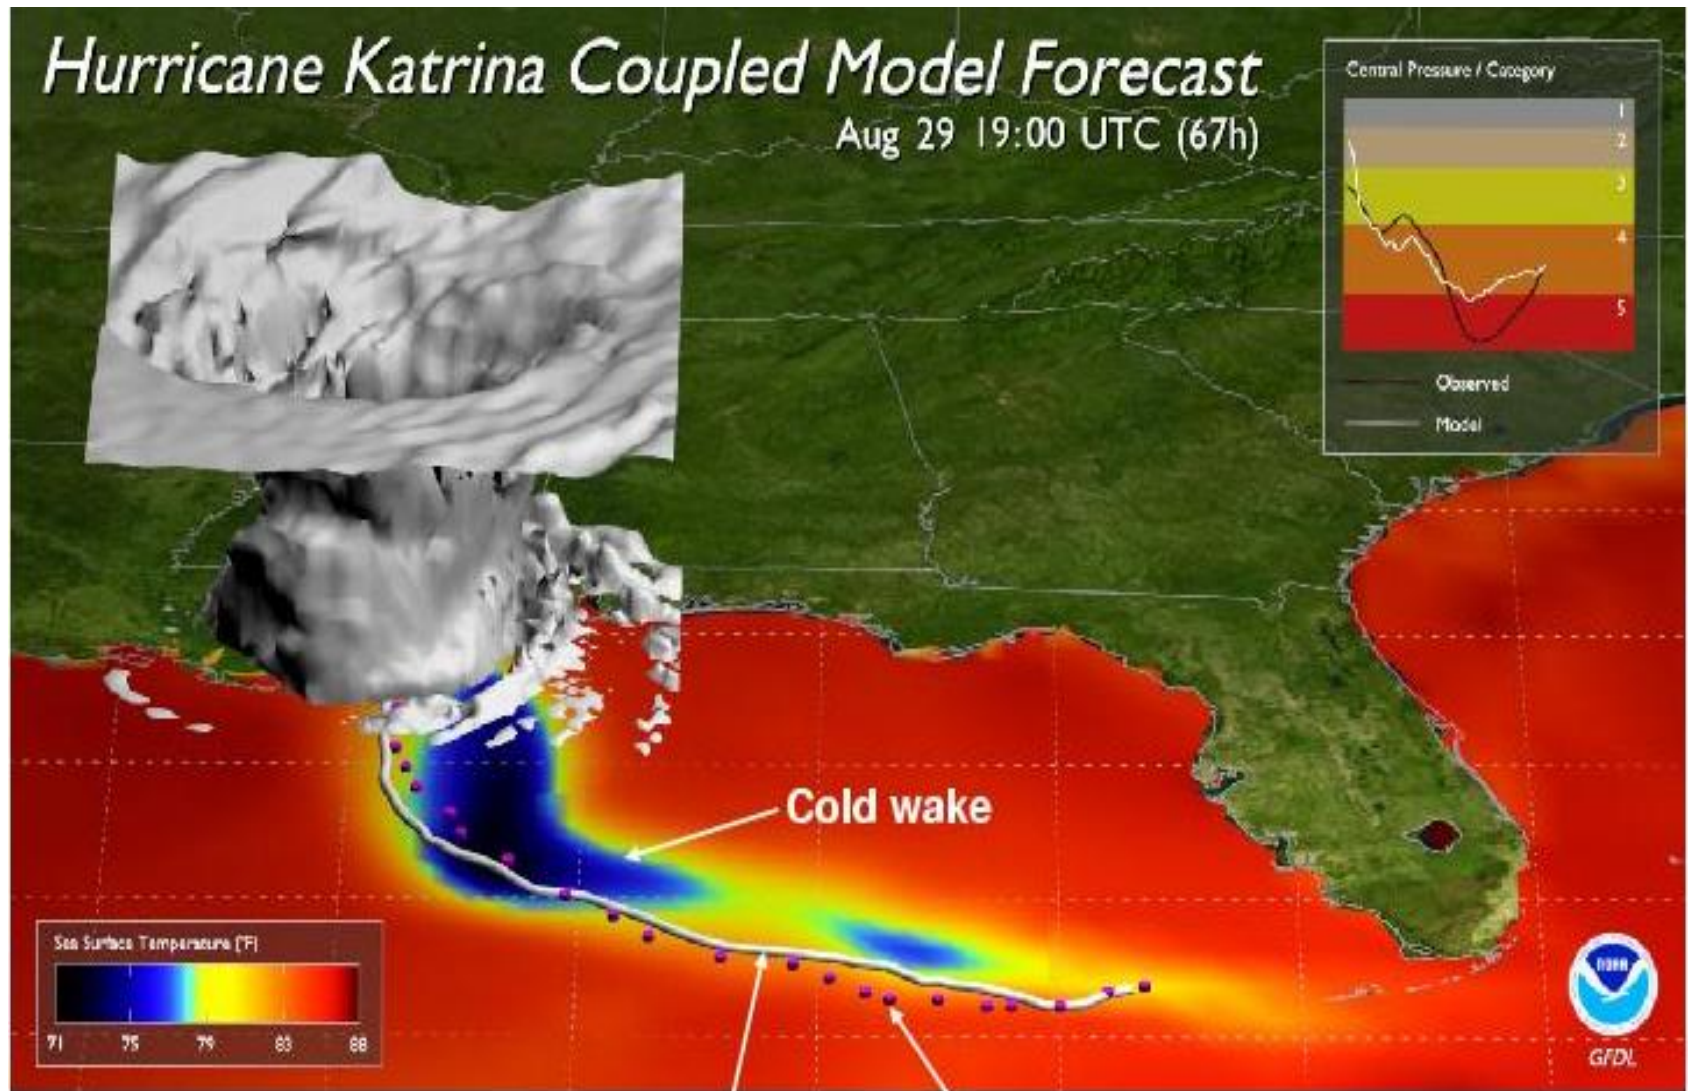 Hurricane Katrina Coupled Model Forecast
Aug 29 19:00 UTC (67h)
Central Pressure / Category
1
2
3
4
5
Observed
Model
Cold wake
Sea Surface Temperature (°F)
71 75 79 83 88
NOAA
GFDL